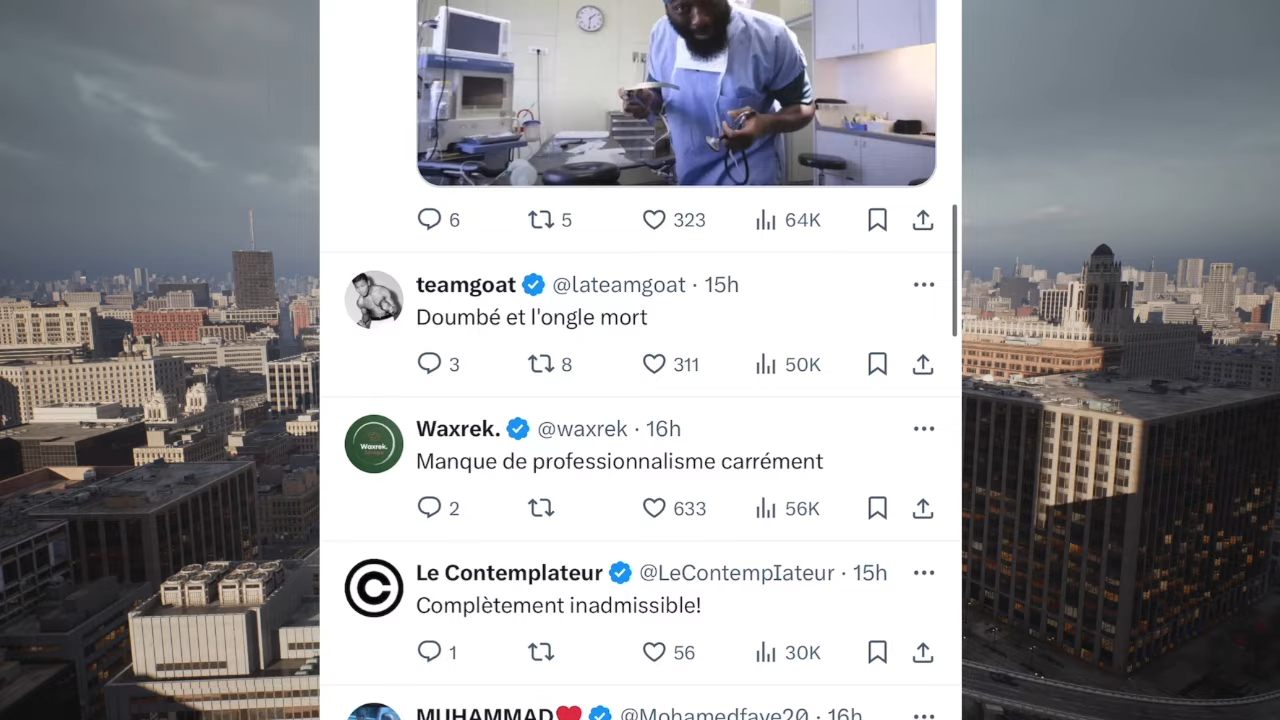 6 5 323 64K
teamgoat @lateamgoat · 15h
Doumbé et l'ongle mort
3 8 311 50K
Waxrek. @waxrek · 16h
Waxrek.
Manque de professionnalisme carrément
2 633 56K
Le Contemplateur @LeContempIateur · 15h
Complètement inadmissible!
1 56 30K
MUHAMMAD❤️ @Mohamedfaye20 · 16h